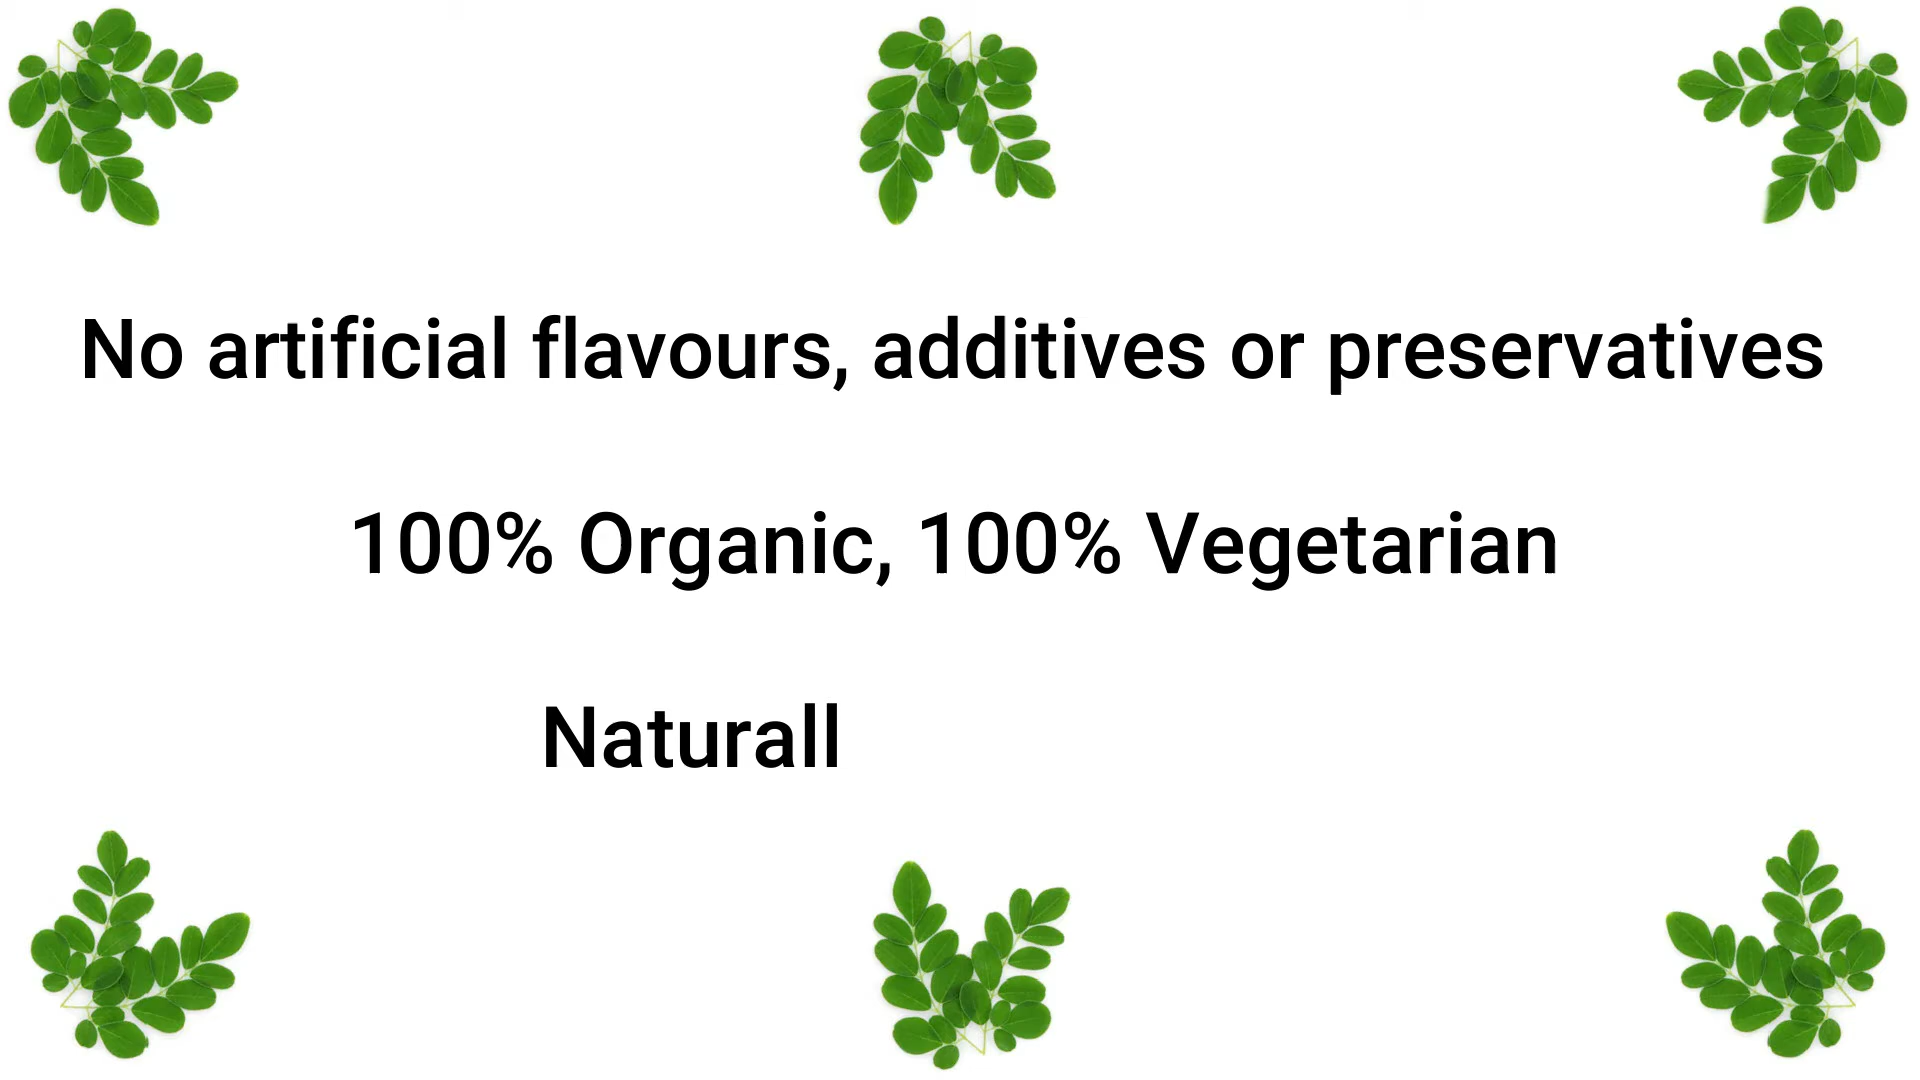 No artificial flavours, additives or preservatives
100% Organic, 100% Vegetarian
Naturall